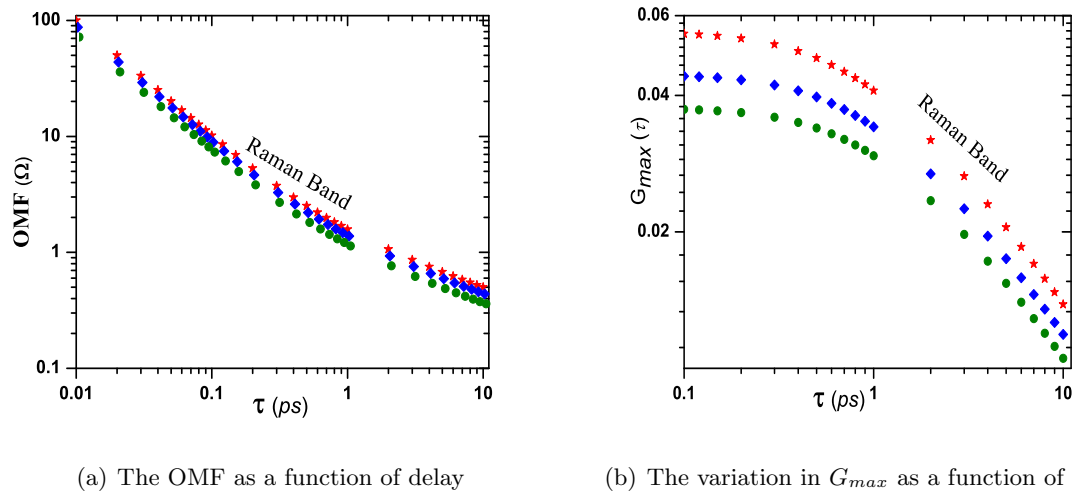 100
10
1
0.1
OMF (Ω)
Raman Band
0.01
0.1
1
10
τ (ps)
(a) The OMF as a function of delay
0.06
0.04
0.02
Gmax (τ)
Raman Band
0.1
1
10
τ (ps)
(b) The variation in Gmax as a function of